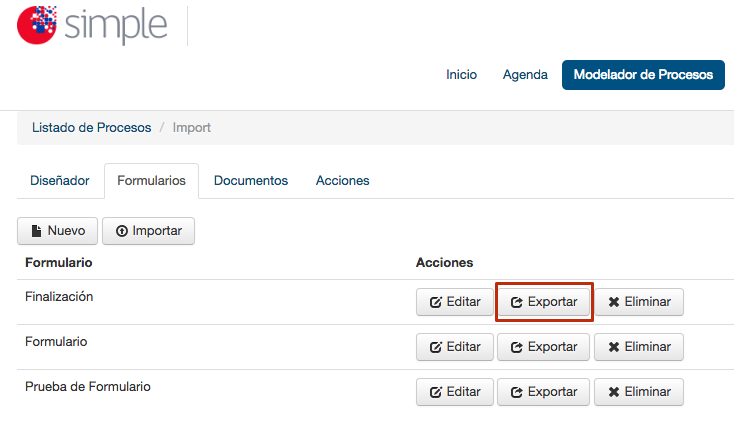 simple
Inicio Agenda Modelador de Procesos
Listado de Procesos / Import
Diseñador Formularios Documentos Acciones
Nuevo Importar
Formulario Acciones
Finalización Editar Exportar Eliminar
Formulario Editar Exportar Eliminar
Prueba de Formulario Editar Exportar Eliminar